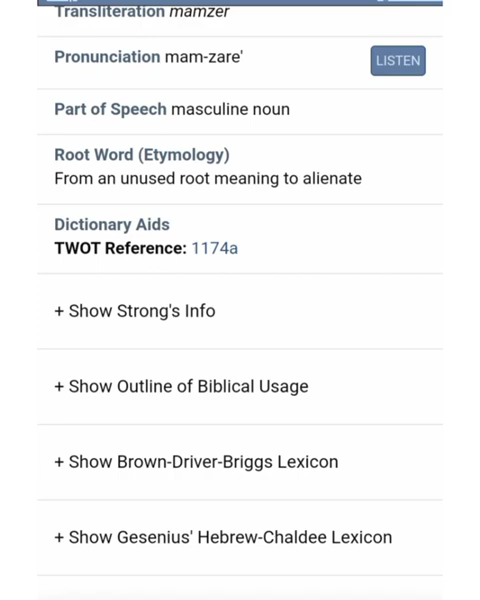 Transliteration mamzer
Pronunciation mam-zare'
LISTEN
Part of Speech masculine noun
Root Word (Etymology)
From an unused root meaning to alienate
Dictionary Aids
TWOT Reference: 1174a
+ Show Strong's Info
+ Show Outline of Biblical Usage
+ Show Brown-Driver-Briggs Lexicon
+ Show Gesenius' Hebrew-Chaldee Lexicon